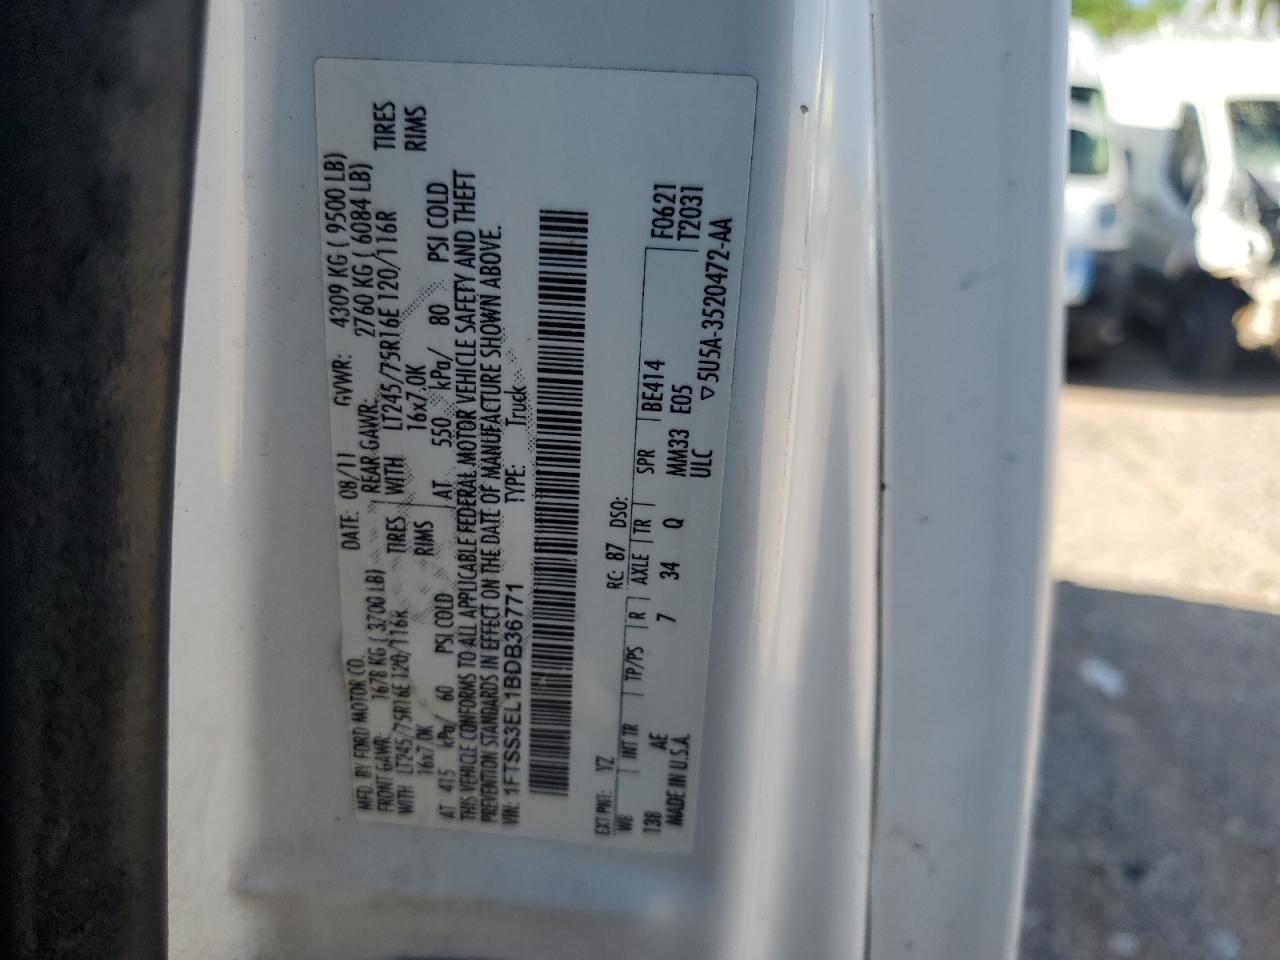 MFD. BY FORD MOTOR CO. DATE: 08/11 GVWR: 4309 KG ( 9500 LB)
FRONT GAWR: 1678 KG ( 3700 LB) REAR GAWR: 2760 KG ( 6084 LB)
WITH LT245/75R16E 120/116R TIRES WITH LT245/75R16E 120/116R TIRES
16x7.0K RIMS 16x7.0K RIMS
AT 415 kPa/ 60 PSI COLD AT 550 kPa/ 80 PSI COLD
THIS VEHICLE CONFORMS TO ALL APPLICABLE FEDERAL MOTOR VEHICLE SAFETY AND THEFT
PREVENTION STANDARDS IN EFFECT ON THE DATE OF MANUFACTURE SHOWN ABOVE.
VIN: 1FTSS3EL1BDB36771 TYPE: Truck
EXT PNT: YZ RC: 87 DSO:
WB INT TR TP/PS R AXLE TR SPR F0621
138 AE 7 34 Q BE414 T2031
MADE IN U.S.A. MM33 E05
ULC ▽5U5A-3520472-AA